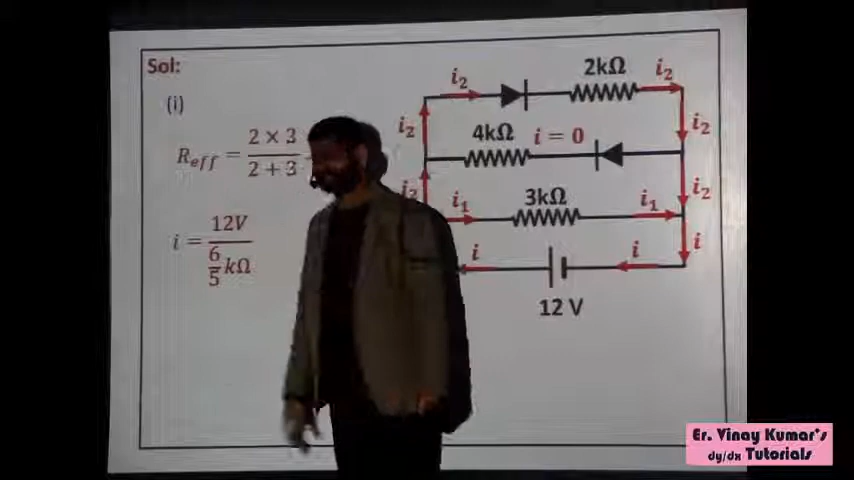 Sol:
(i)
R_eff = 2 × 3 / 2 + 3
i = 12V / 6/5 kΩ
i₂
2kΩ
i₂
i₂
4kΩ
i = 0
i₂
i₂
i₂
i₁
3kΩ
i₁
i
i
i
12 V
Er. Vinay Kumar's
dy/dx Tutorials